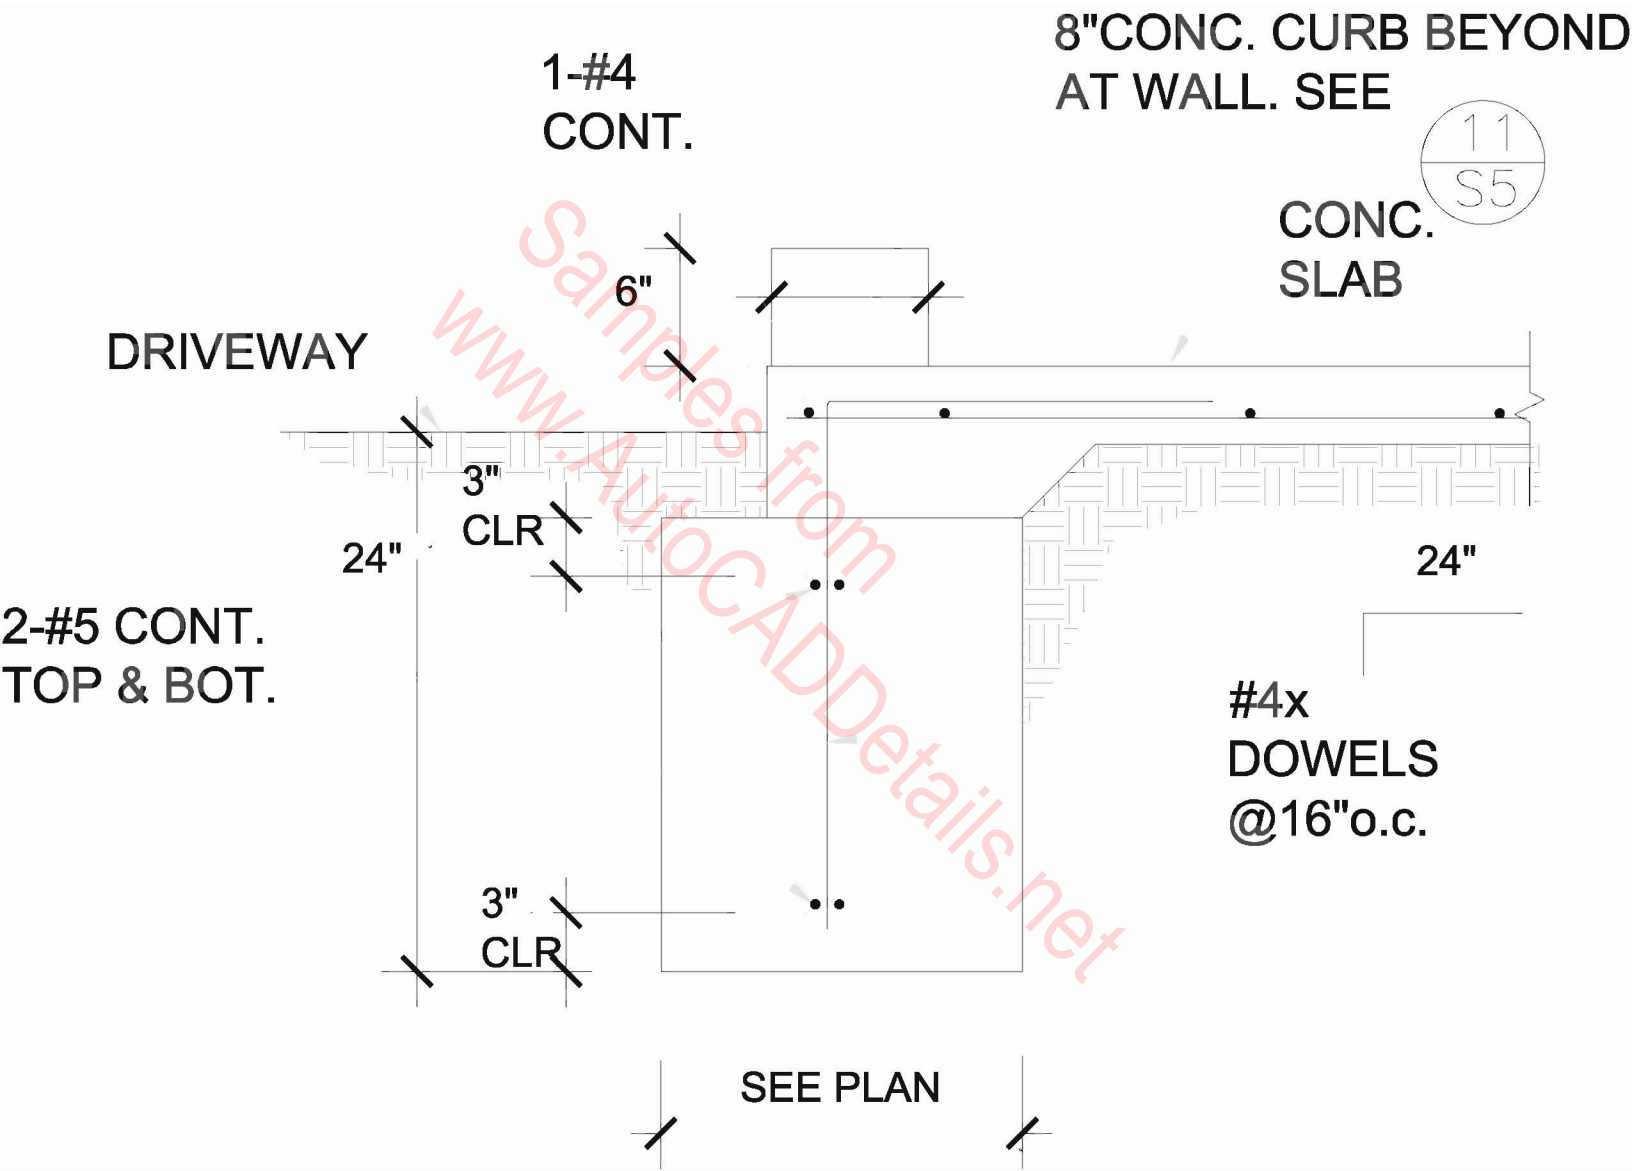 8"CONC. CURB BEYOND
AT WALL. SEE
11
S5
1-#4
CONT.
CONC.
SLAB
6"
DRIVEWAY
3"
CLR
24"
24"
2-#5 CONT.
TOP & BOT.
#4x
DOWELS
@16"o.c.
3"
CLR
SEE PLAN
Samples from
www.AutoCADDetails.net